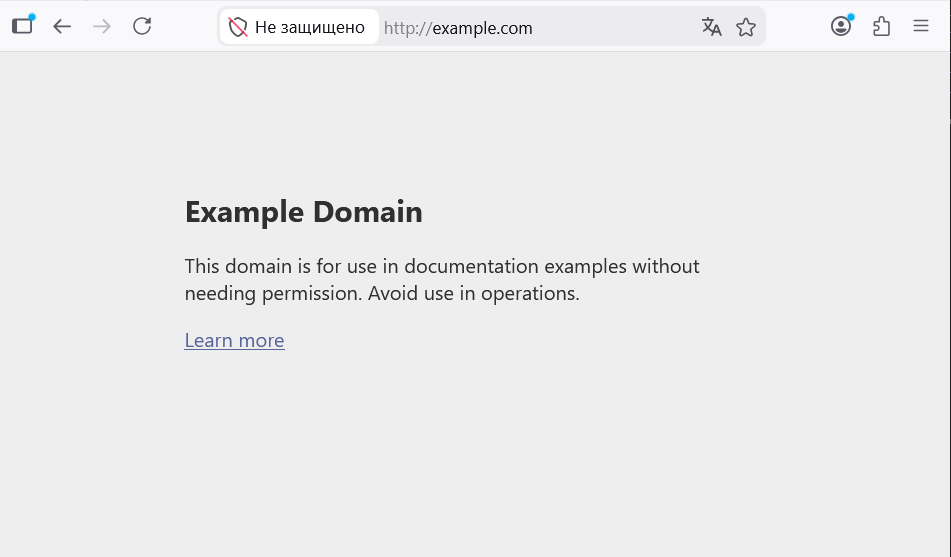 Не защищено http://example.com
Example Domain
This domain is for use in documentation examples without
needing permission. Avoid use in operations.
Learn more